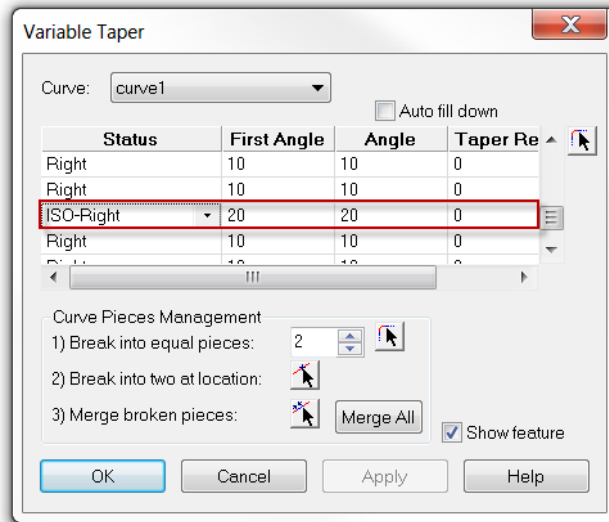 Variable Taper
Curve: curve1
Auto fill down
Status First Angle Angle Taper Re
Right 10 10 0
Right 10 10 0
ISO-Right 20 20 0
Right 10 10 0
Curve Pieces Management
1) Break into equal pieces: 2
2) Break into two at location:
3) Merge broken pieces: Merge All
Show feature
OK Cancel Apply Help